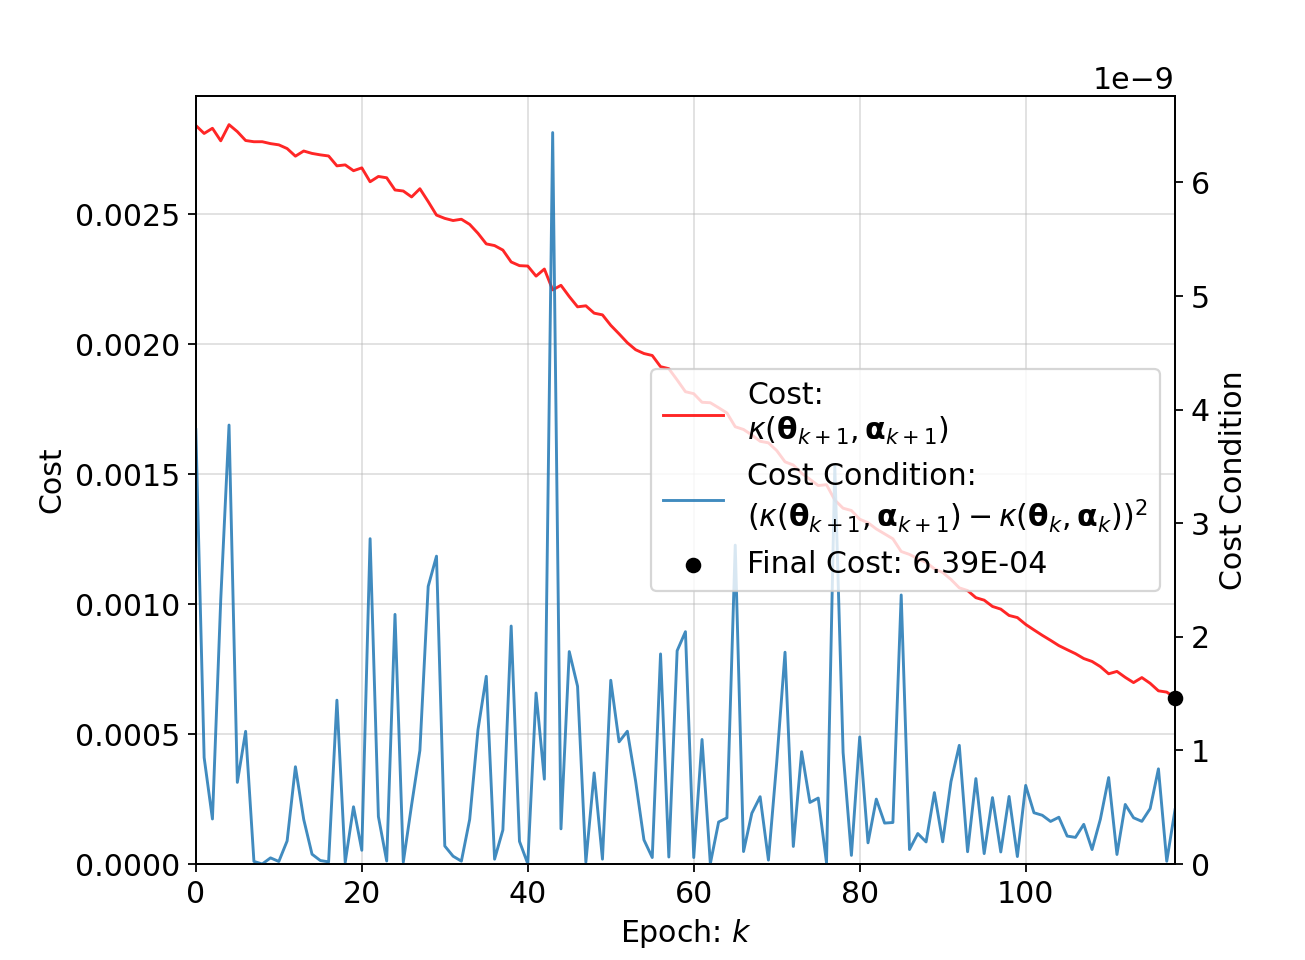 1e−9
0.0025
0.0020
0.0015
0.0010
0.0005
0.0000
Cost
6
5
4
3
2
1
0
Cost Condition
Cost:
κ(θ_{k+1}, α_{k+1})
Cost Condition:
(κ(θ_{k+1}, α_{k+1}) − κ(θ_k, α_k))²
Final Cost: 6.39E-04
0 20 40 60 80 100
Epoch: k